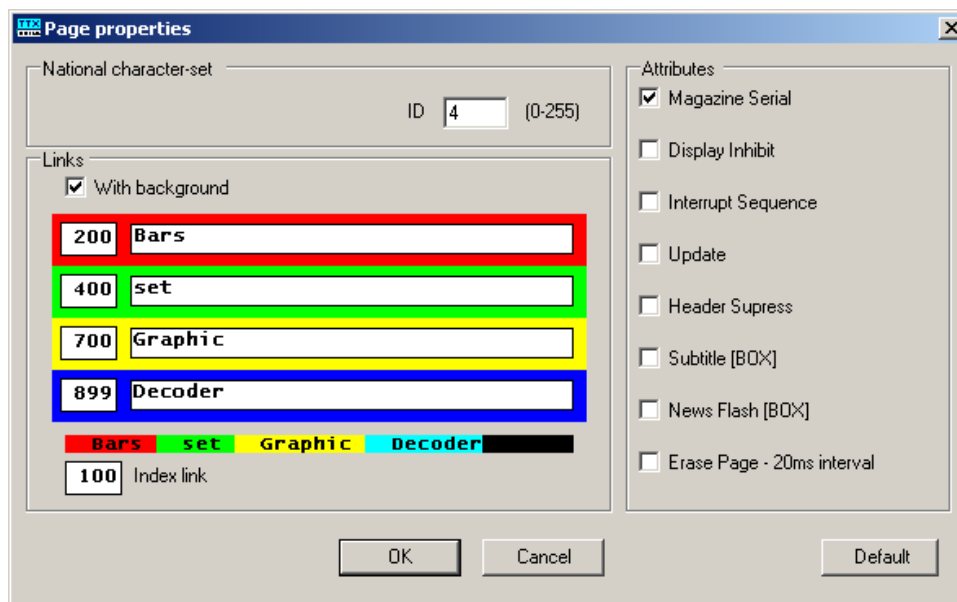 TTX
Page properties
National character-set
ID 4 (0-255)
Links
With background
200 Bars
400 set
700 Graphic
899 Decoder
Bars set Graphic Decoder
100 Index link
Attributes
Magazine Serial
Display Inhibit
Interrupt Sequence
Update
Header Supress
Subtitle [BOX]
News Flash [BOX]
Erase Page - 20ms interval
OK Cancel Default